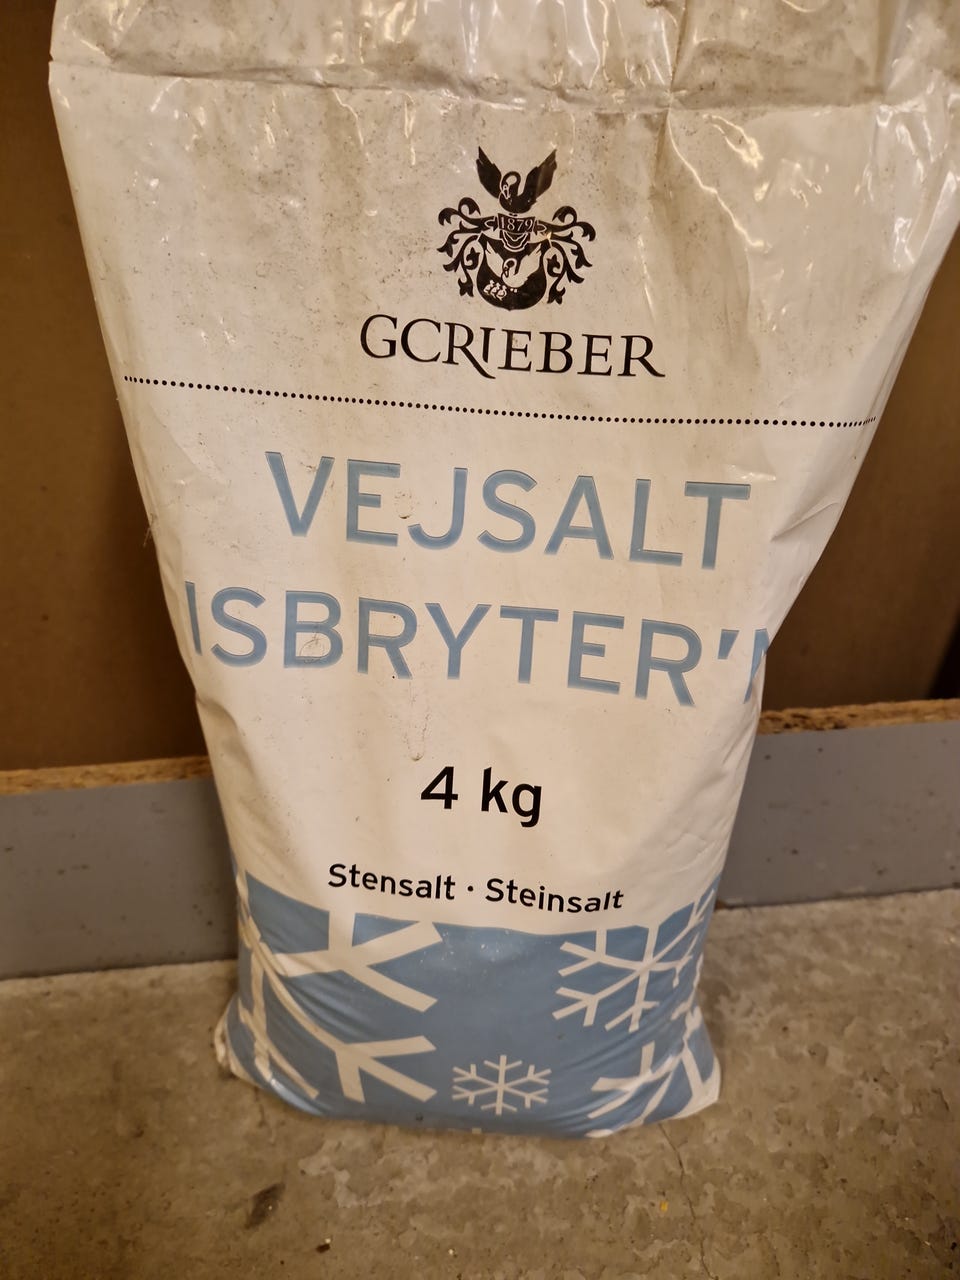 1879
GCRIEBER
VEJSALT
ISBRYTER'N
4 kg
Stensalt · Steinsalt